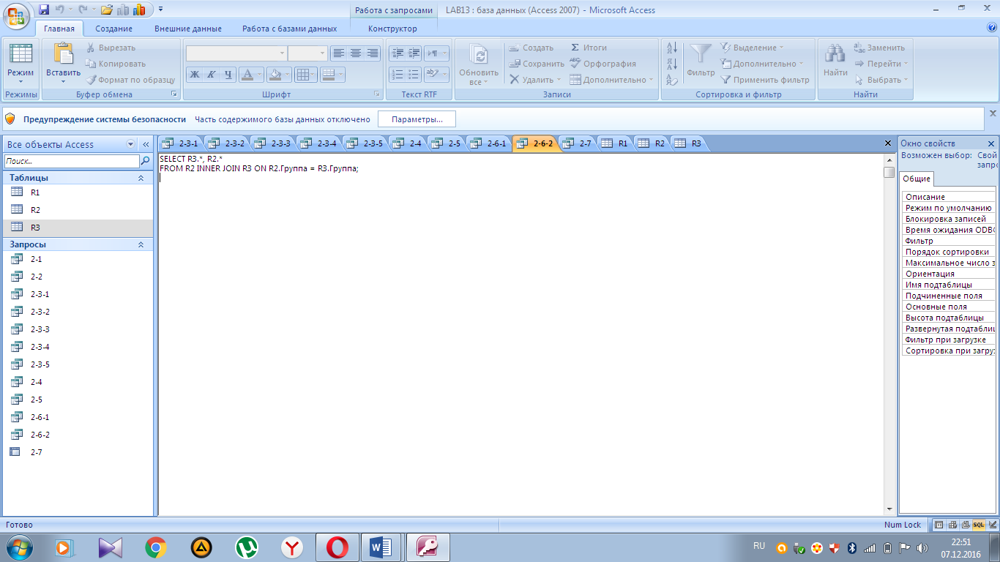 Работа с запросами
LAB13 : база данных (Access 2007) - Microsoft Access
Главная
Создание
Внешние данные
Работа с базами данных
Конструктор
Режим
Режимы
Вставить
Вырезать
Копировать
Формат по образцу
Буфер обмена
Ж К Ч
Шрифт
Текст RTF
Обновить
все
Создать
Сохранить
Удалить
Итоги
Орфография
Дополнительно
Записи
Фильтр
Выделение
Дополнительно
Применить фильтр
Сортировка и фильтр
Найти
Заменить
Перейти
Выбрать
Найти
Предупреждение системы безопасности
Часть содержимого базы данных отключено
Параметры...
Все объекты Access
Поиск...
Таблицы
R1
R2
R3
Запросы
2-1
2-2
2-3-1
2-3-2
2-3-3
2-3-4
2-3-5
2-4
2-5
2-6-1
2-6-2
2-7
2-3-1 2-3-2 2-3-3 2-3-4 2-3-5 2-4 2-5 2-6-1 2-6-2 2-7 R1 R2 R3
SELECT R3.*, R2.*
FROM R2 INNER JOIN R3 ON R2.Группа = R3.Группа;
Окно свойств
Возможен выбор: Свой
запро
Общие
Описание
Режим по умолчанию
Блокировка записей
Время ожидания ODBC
Фильтр
Порядок сортировки
Максимальное число з
Ориентация
Имя подтаблицы
Подчиненные поля
Основные поля
Высота подтаблицы
Развернутая подтаблиц
Фильтр при загрузке
Сортировка при загруз
Готово
Num Lock
SQL
RU
22:51
07.12.2016